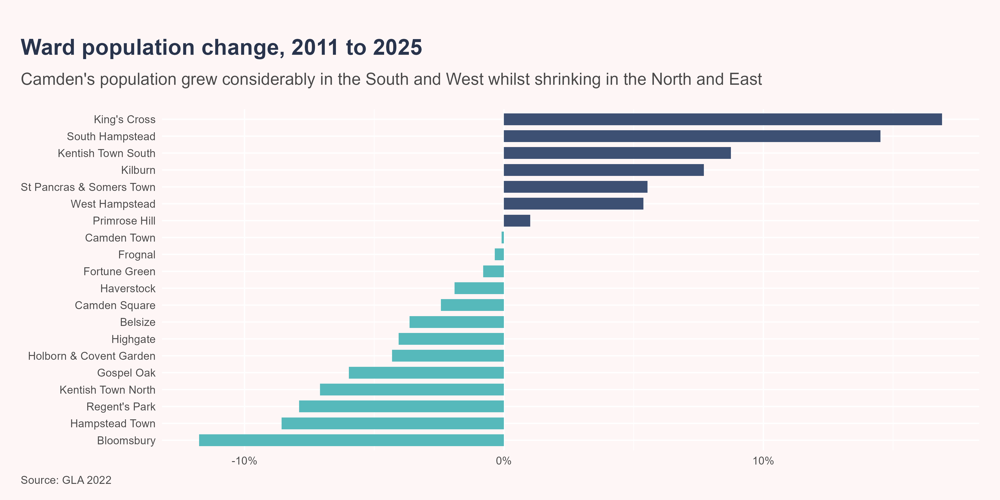 Ward population change, 2011 to 2025
Camden's population grew considerably in the South and West whilst shrinking in the North and East
King's Cross
South Hampstead
Kentish Town South
Kilburn
St Pancras & Somers Town
West Hampstead
Primrose Hill
Camden Town
Frognal
Fortune Green
Haverstock
Camden Square
Belsize
Highgate
Holborn & Covent Garden
Gospel Oak
Kentish Town North
Regent's Park
Hampstead Town
Bloomsbury
-10% 0% 10%
Source: GLA 2022